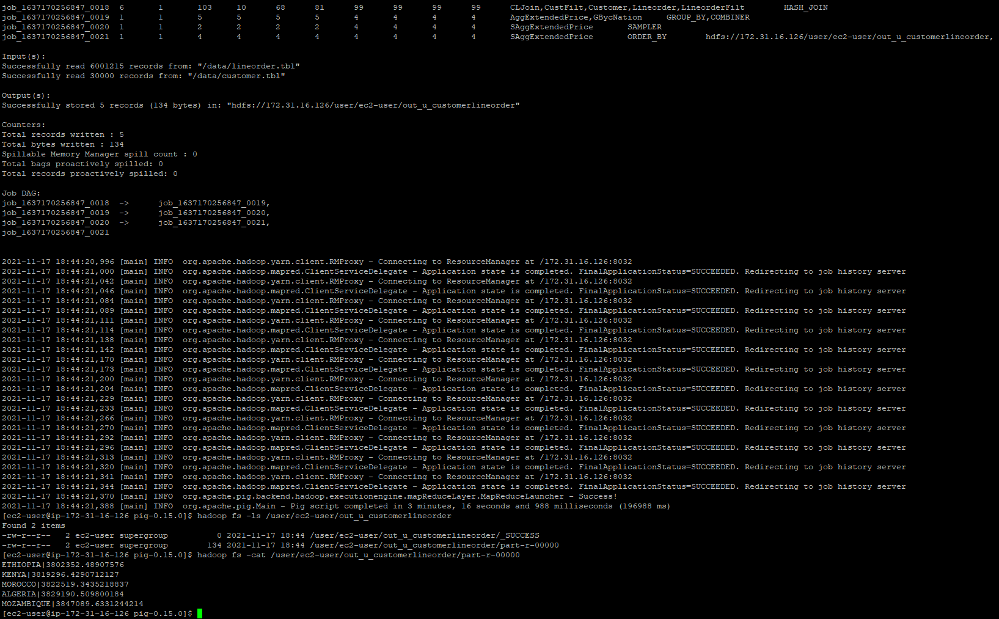 job_1637170256847_0018  6       1       103     10      68      81      99      99      99      99      CLJoin,CustFilt,Customer,Lineorder,LineorderFilt        HASH_JOIN
job_1637170256847_0019  1       1       5       5       5       5       4       4       4       4       AggExtendedPrice,GBycNation     GROUP_BY,COMBINER
job_1637170256847_0020  1       1       2       2       2       2       4       4       4       4       SAggExtendedPrice       SAMPLER
job_1637170256847_0021  1       1       4       4       4       4       4       4       4       4       SAggExtendedPrice       ORDER_BY        hdfs://172.31.16.126/user/ec2-user/out_u_customerlineorder,
Input(s):
Successfully read 6001215 records from: "/data/lineorder.tbl"
Successfully read 30000 records from: "/data/customer.tbl"
Output(s):
Successfully stored 5 records (134 bytes) in: "hdfs://172.31.16.126/user/ec2-user/out_u_customerlineorder"
Counters:
Total records written : 5
Total bytes written : 134
Spillable Memory Manager spill count : 0
Total bags proactively spilled: 0
Total records proactively spilled: 0
Job DAG:
job_1637170256847_0018  ->      job_1637170256847_0019,
job_1637170256847_0019  ->      job_1637170256847_0020,
job_1637170256847_0020  ->      job_1637170256847_0021,
job_1637170256847_0021
2021-11-17 18:44:20,996 [main] INFO  org.apache.hadoop.yarn.client.RMProxy - Connecting to ResourceManager at /172.31.16.126:8032
2021-11-17 18:44:21,000 [main] INFO  org.apache.hadoop.mapred.ClientServiceDelegate - Application state is completed. FinalApplicationStatus=SUCCEEDED. Redirecting to job history server
2021-11-17 18:44:21,042 [main] INFO  org.apache.hadoop.yarn.client.RMProxy - Connecting to ResourceManager at /172.31.16.126:8032
2021-11-17 18:44:21,046 [main] INFO  org.apache.hadoop.mapred.ClientServiceDelegate - Application state is completed. FinalApplicationStatus=SUCCEEDED. Redirecting to job history server
2021-11-17 18:44:21,084 [main] INFO  org.apache.hadoop.yarn.client.RMProxy - Connecting to ResourceManager at /172.31.16.126:8032
2021-11-17 18:44:21,089 [main] INFO  org.apache.hadoop.mapred.ClientServiceDelegate - Application state is completed. FinalApplicationStatus=SUCCEEDED. Redirecting to job history server
2021-11-17 18:44:21,111 [main] INFO  org.apache.hadoop.yarn.client.RMProxy - Connecting to ResourceManager at /172.31.16.126:8032
2021-11-17 18:44:21,114 [main] INFO  org.apache.hadoop.mapred.ClientServiceDelegate - Application state is completed. FinalApplicationStatus=SUCCEEDED. Redirecting to job history server
2021-11-17 18:44:21,138 [main] INFO  org.apache.hadoop.yarn.client.RMProxy - Connecting to ResourceManager at /172.31.16.126:8032
2021-11-17 18:44:21,142 [main] INFO  org.apache.hadoop.mapred.ClientServiceDelegate - Application state is completed. FinalApplicationStatus=SUCCEEDED. Redirecting to job history server
2021-11-17 18:44:21,170 [main] INFO  org.apache.hadoop.yarn.client.RMProxy - Connecting to ResourceManager at /172.31.16.126:8032
2021-11-17 18:44:21,173 [main] INFO  org.apache.hadoop.mapred.ClientServiceDelegate - Application state is completed. FinalApplicationStatus=SUCCEEDED. Redirecting to job history server
2021-11-17 18:44:21,200 [main] INFO  org.apache.hadoop.yarn.client.RMProxy - Connecting to ResourceManager at /172.31.16.126:8032
2021-11-17 18:44:21,204 [main] INFO  org.apache.hadoop.mapred.ClientServiceDelegate - Application state is completed. FinalApplicationStatus=SUCCEEDED. Redirecting to job history server
2021-11-17 18:44:21,229 [main] INFO  org.apache.hadoop.yarn.client.RMProxy - Connecting to ResourceManager at /172.31.16.126:8032
2021-11-17 18:44:21,233 [main] INFO  org.apache.hadoop.mapred.ClientServiceDelegate - Application state is completed. FinalApplicationStatus=SUCCEEDED. Redirecting to job history server
2021-11-17 18:44:21,266 [main] INFO  org.apache.hadoop.yarn.client.RMProxy - Connecting to ResourceManager at /172.31.16.126:8032
2021-11-17 18:44:21,270 [main] INFO  org.apache.hadoop.mapred.ClientServiceDelegate - Application state is completed. FinalApplicationStatus=SUCCEEDED. Redirecting to job history server
2021-11-17 18:44:21,292 [main] INFO  org.apache.hadoop.yarn.client.RMProxy - Connecting to ResourceManager at /172.31.16.126:8032
2021-11-17 18:44:21,296 [main] INFO  org.apache.hadoop.mapred.ClientServiceDelegate - Application state is completed. FinalApplicationStatus=SUCCEEDED. Redirecting to job history server
2021-11-17 18:44:21,313 [main] INFO  org.apache.hadoop.yarn.client.RMProxy - Connecting to ResourceManager at /172.31.16.126:8032
2021-11-17 18:44:21,320 [main] INFO  org.apache.hadoop.mapred.ClientServiceDelegate - Application state is completed. FinalApplicationStatus=SUCCEEDED. Redirecting to job history server
2021-11-17 18:44:21,341 [main] INFO  org.apache.hadoop.yarn.client.RMProxy - Connecting to ResourceManager at /172.31.16.126:8032
2021-11-17 18:44:21,344 [main] INFO  org.apache.hadoop.mapred.ClientServiceDelegate - Application state is completed. FinalApplicationStatus=SUCCEEDED. Redirecting to job history server
2021-11-17 18:44:21,370 [main] INFO  org.apache.pig.backend.hadoop.executionengine.mapReduceLayer.MapReduceLauncher - Success!
2021-11-17 18:44:21,388 [main] INFO  org.apache.pig.Main - Pig script completed in 3 minutes, 16 seconds and 988 milliseconds (196988 ms)
[ec2-user@ip-172-31-16-126 pig-0.15.0]$ hadoop fs -ls /user/ec2-user/out_u_customerlineorder
Found 2 items
-rw-r--r--   2 ec2-user supergroup          0 2021-11-17 18:44 /user/ec2-user/out_u_customerlineorder/_SUCCESS
-rw-r--r--   2 ec2-user supergroup        134 2021-11-17 18:44 /user/ec2-user/out_u_customerlineorder/part-r-00000
[ec2-user@ip-172-31-16-126 pig-0.15.0]$ hadoop fs -cat /user/ec2-user/out_u_customerlineorder/part-r-00000
ETHIOPIA|3802352.48907576
KENYA|3819296.4290712127
MOROCCO|3822519.3435218837
ALGERIA|3829190.509800184
MOZAMBIQUE|3847089.6331244214
[ec2-user@ip-172-31-16-126 pig-0.15.0]$